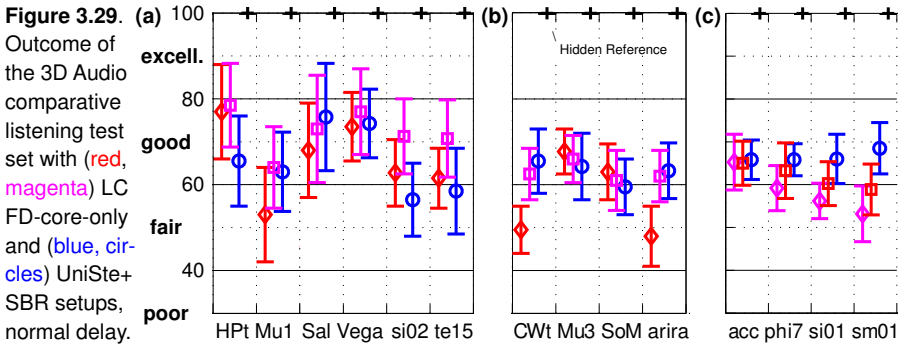 Figure 3.29.
Outcome of
the 3D Audio
comparative
listening test
set with (red,
magenta) LC
FD-core-only
and (blue, cir-
cles) UniSte+
SBR setups,
normal delay.
(a) 100
excell.
80
good
60
fair
40
poor
HPt Mu1 Sal Vega si02 te15
(b)
Hidden Reference
CWt Mu3 SoM arira
(c)
acc phi7 si01 sm01